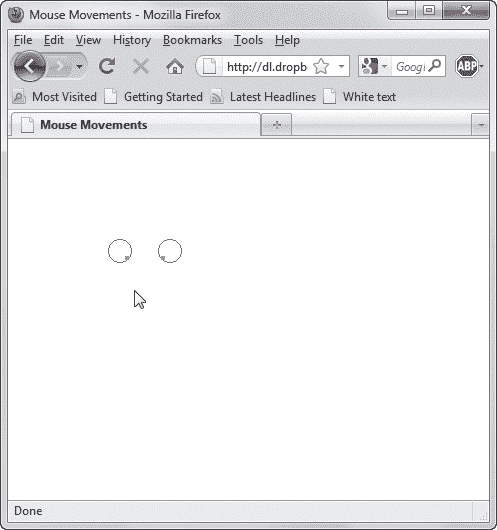 Mouse Movements - Mozilla Firefox
File Edit View History Bookmarks Tools Help
http://dl.dropb Googl ABP
Most Visited Getting Started Latest Headlines White text
Mouse Movements
Done